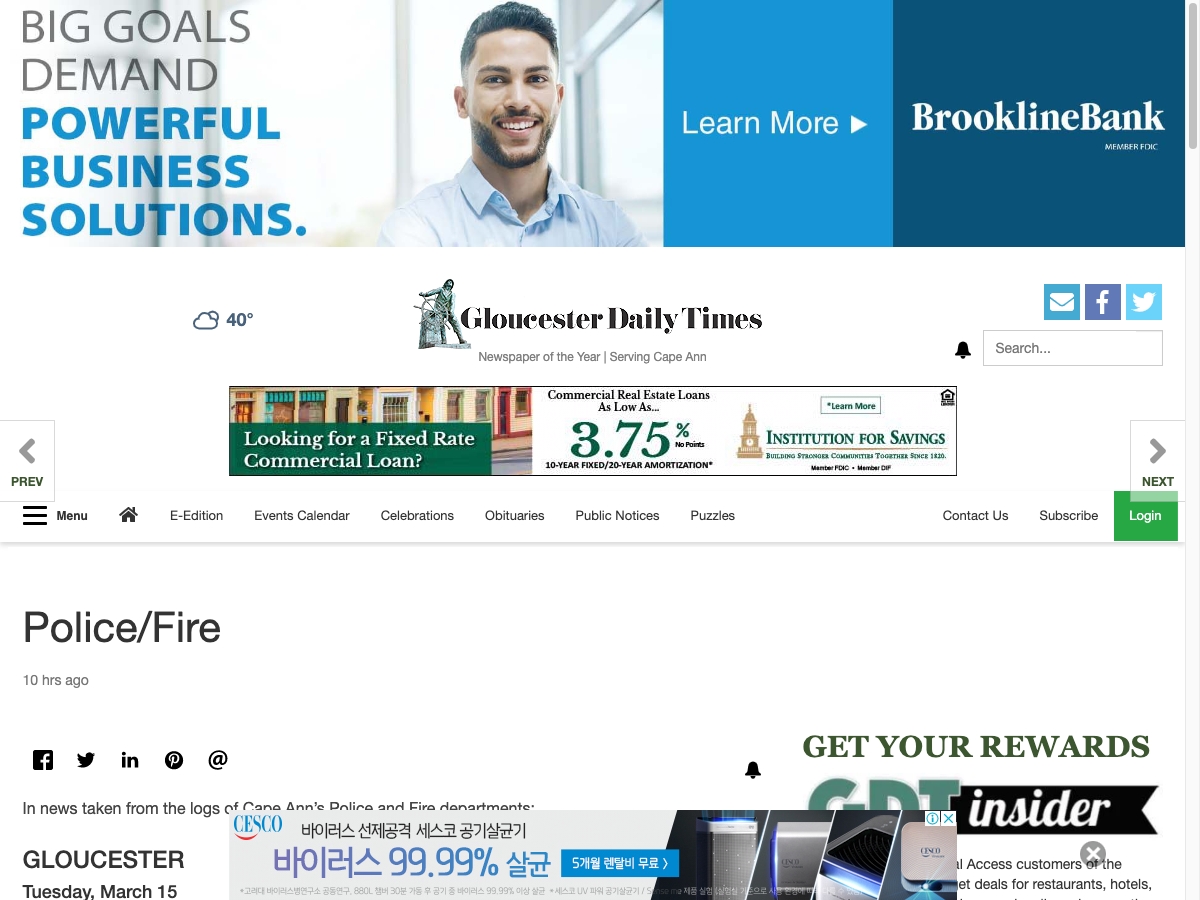 BIG GOALS
DEMAND
POWERFUL
BUSINESS
SOLUTIONS.
Learn More
BrooklineBank
MEMBER FDIC
40°
Gloucester Daily Times
Newspaper of the Year | Serving Cape Ann
Search...
Looking for a Fixed Rate
Commercial Loan?
Commercial Real Estate Loans
As Low As...
3.75%
No Points
10-YEAR FIXED/20-YEAR AMORTIZATION*
*Learn More
INSTITUTION FOR SAVINGS
BUILDING STRONGER COMMUNITIES TOGETHER SINCE 1820.
Member FDIC • Member DIF
PREV
NEXT
Menu
E-Edition
Events Calendar
Celebrations
Obituaries
Public Notices
Puzzles
Contact Us
Subscribe
Login
Police/Fire
10 hrs ago
GET YOUR REWARDS
GDT
insider
In news taken from the logs of Cape Ann's Police and Fire departments:
GLOUCESTER
Tuesday, March 15
CESCO
바이러스 선제공격 세스코 공기살균기
바이러스 99.99% 살균
5개월 렌탈비 무료 >
CESCO
Access customers of the
deals for restaurants, hotels,